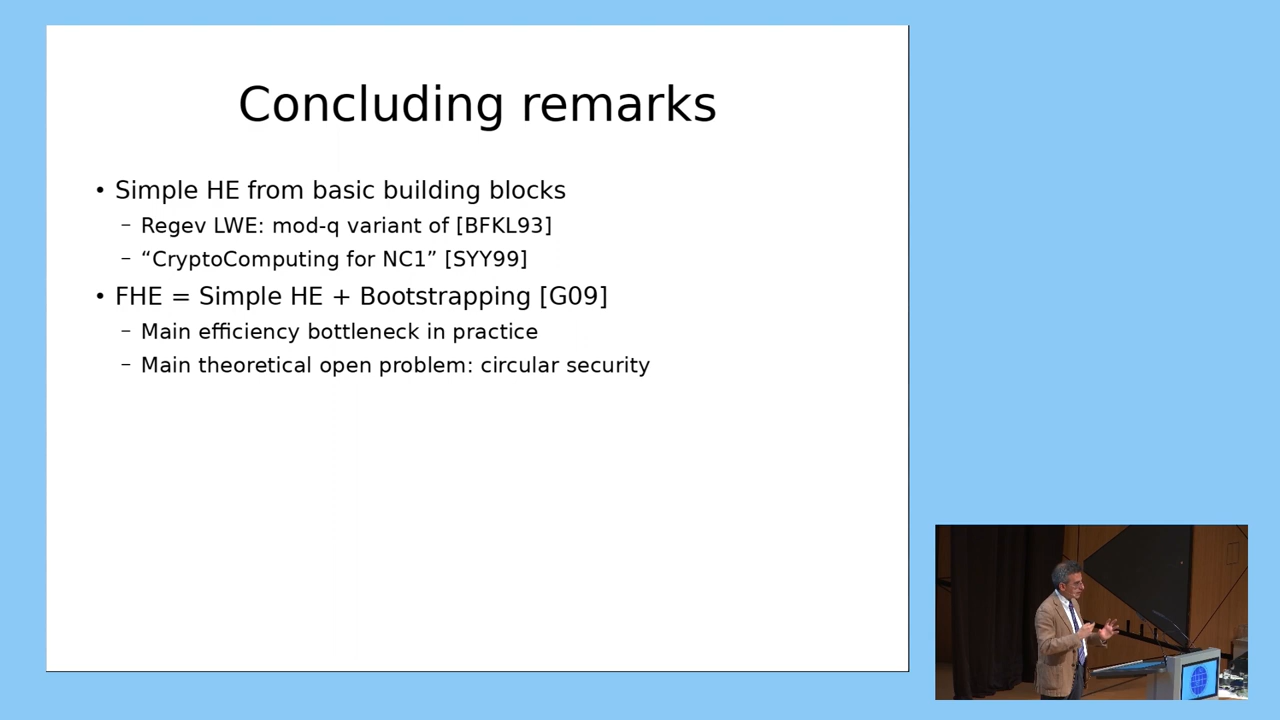 Concluding remarks
• Simple HE from basic building blocks
– Regev LWE: mod-q variant of [BFKL93]
– “CryptoComputing for NC1” [SYY99]
• FHE = Simple HE + Bootstrapping [G09]
– Main efficiency bottleneck in practice
– Main theoretical open problem: circular security